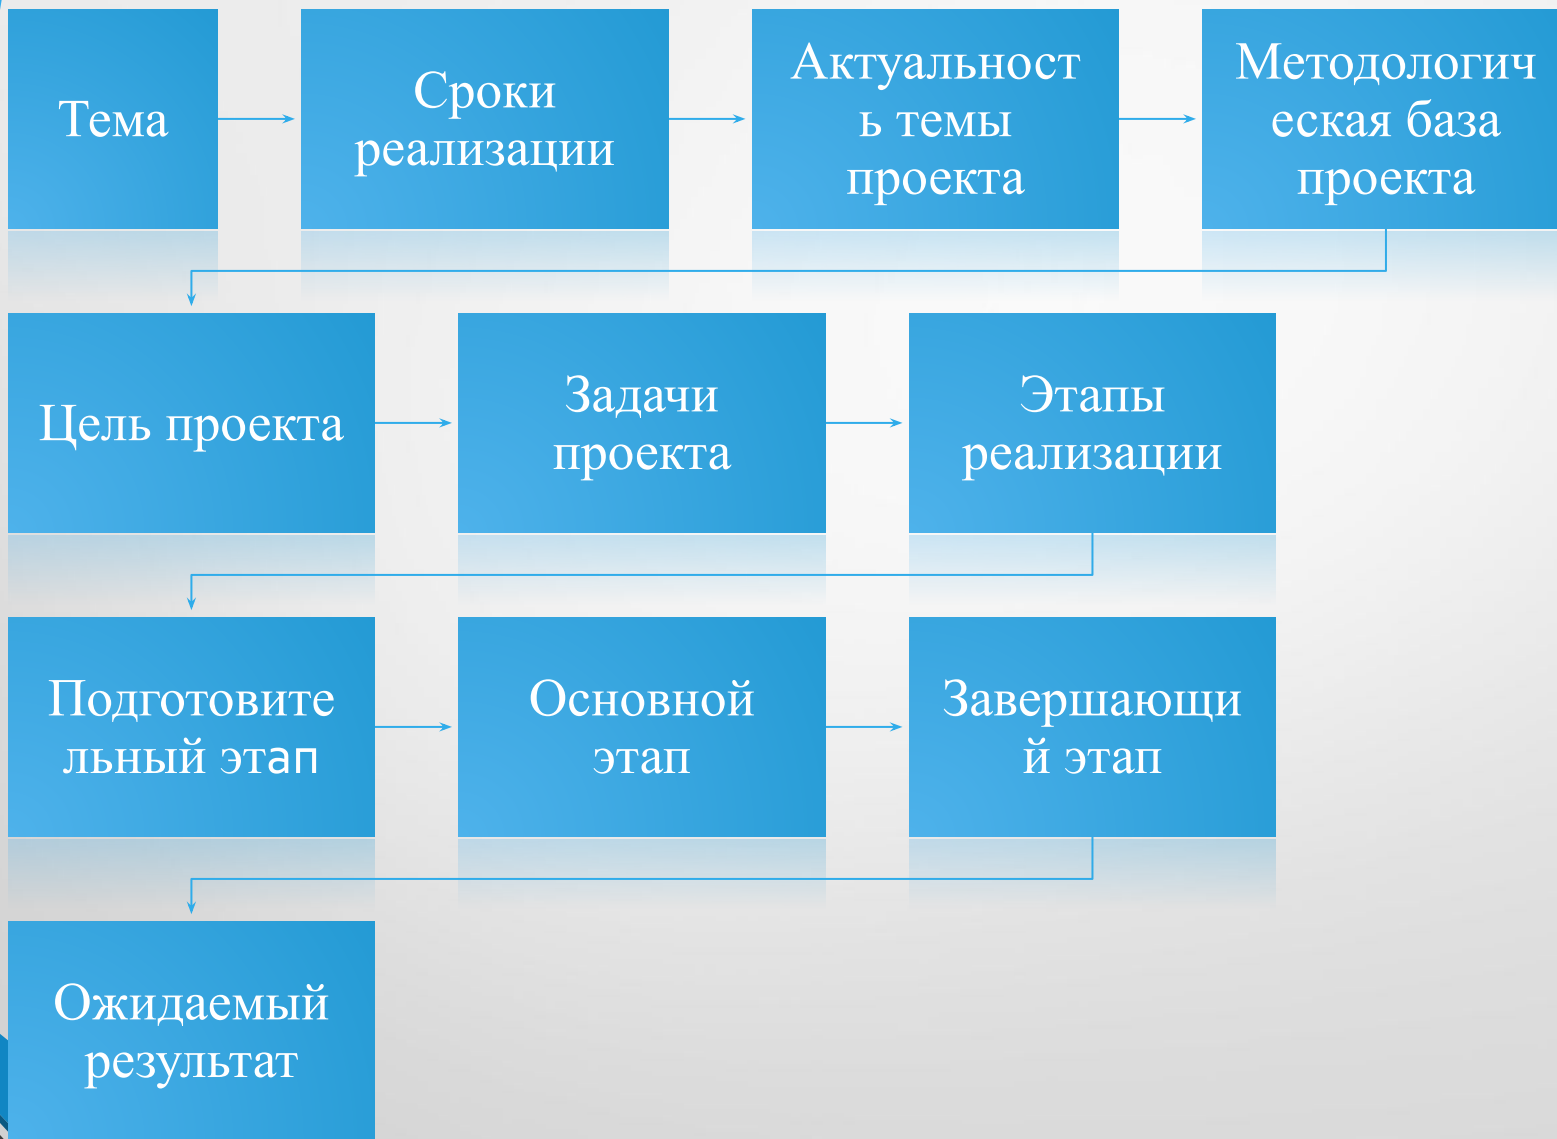 Тема
Сроки
реализации
Актуальност
ь темы
проекта
Методологич
еская база
проекта
Цель проекта
Задачи
проекта
Этапы
реализации
Подготовите
льный этап
Основной
этап
Завершающи
й этап
Ожидаемый
результат